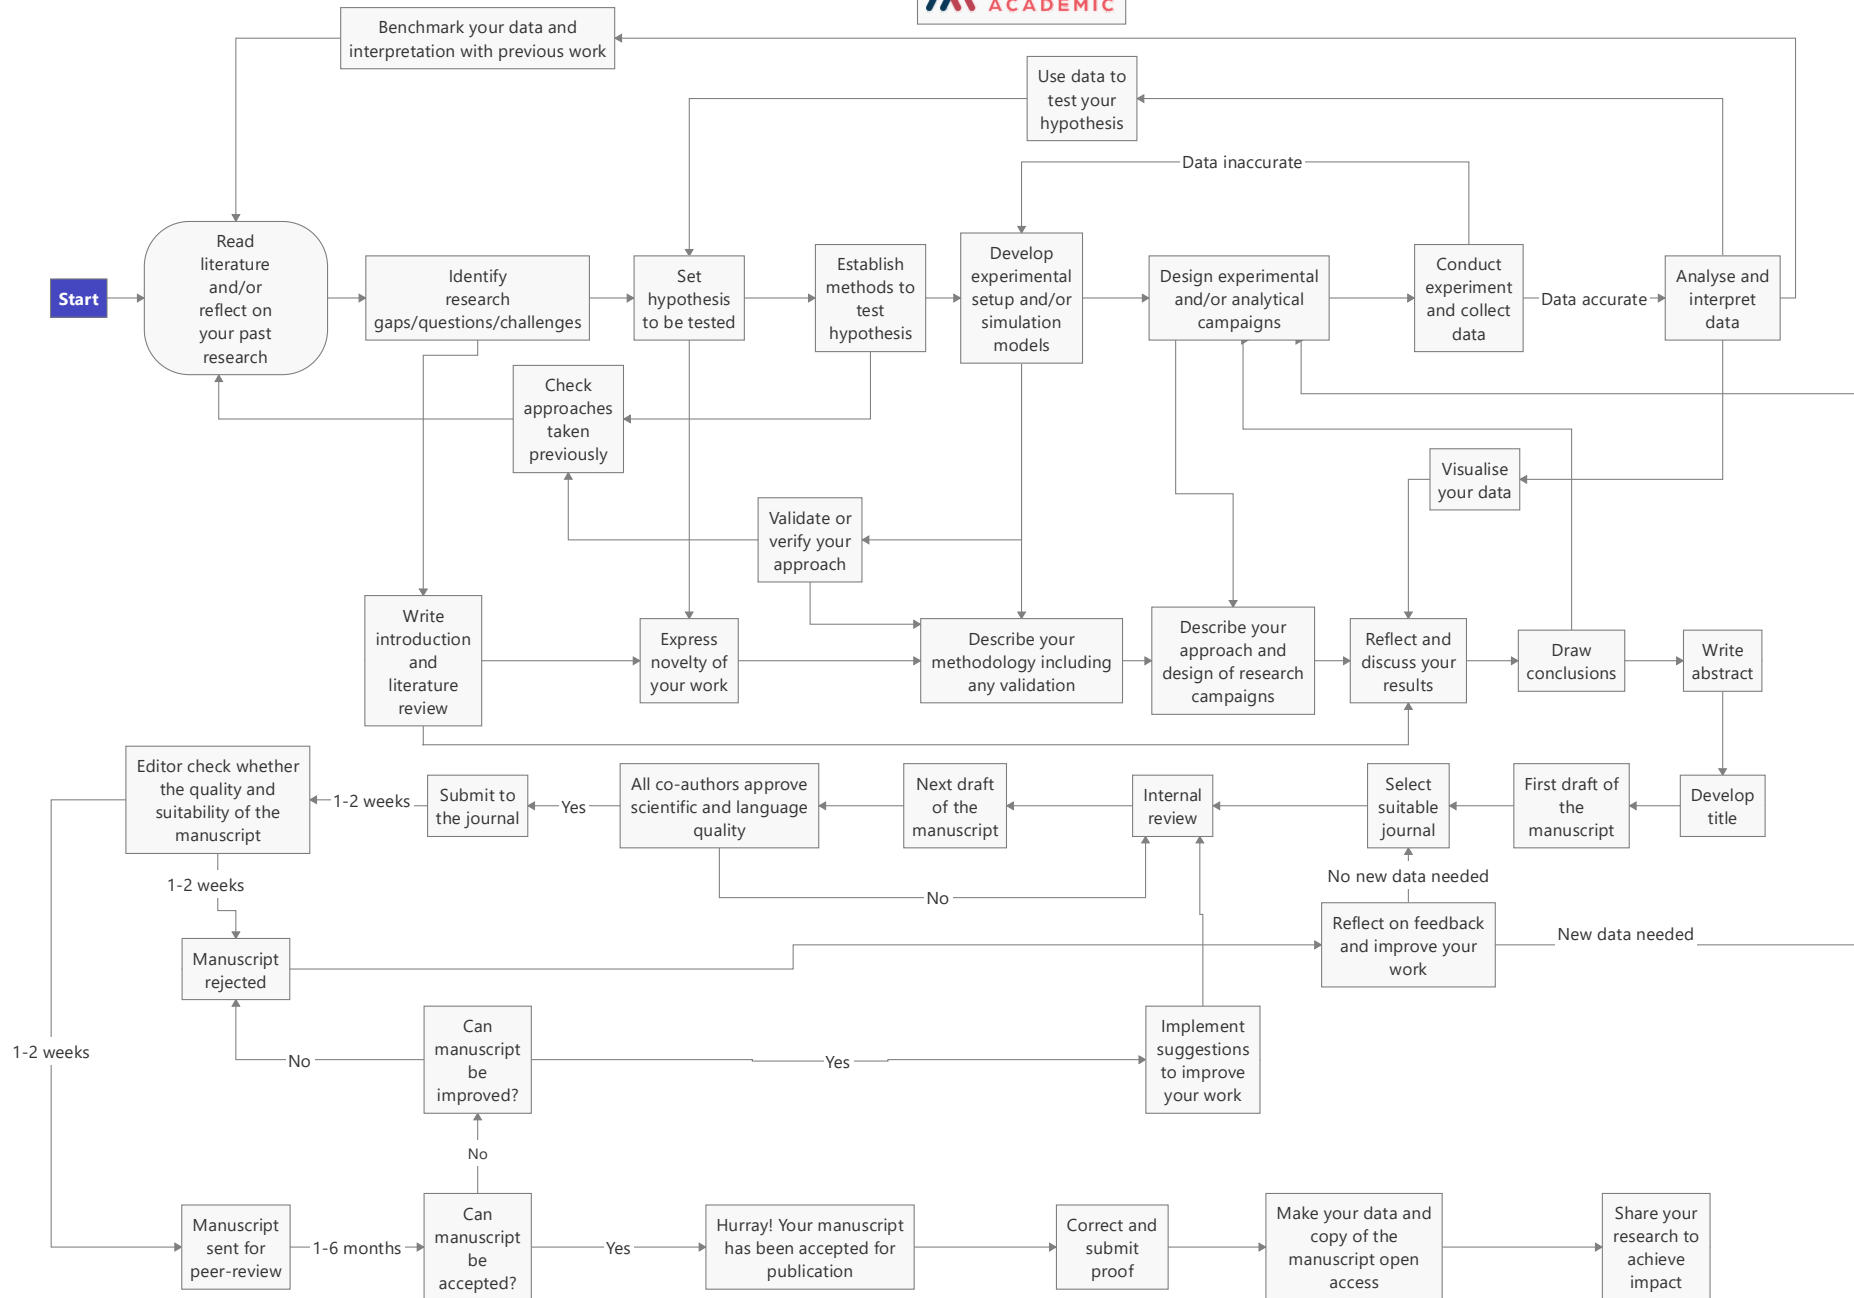 ACADEMIC
Benchmark your data and
interpretation with previous work
Use data to
test your
hypothesis
Data inaccurate
Start
Read
literature
and/or
reflect on
your past
research
Identify
research
gaps/questions/challenges
Set
hypothesis
to be tested
Establish
methods to
test
hypothesis
Develop
experimental
setup and/or
simulation
models
Design experimental
and/or analytical
campaigns
Conduct
experiment
and collect
data
Data accurate
Analyse and
interpret
data
Check
approaches
taken
previously
Visualise
your data
Validate or
verify your
approach
Write
introduction
and
literature
review
Express
novelty of
your work
Describe your
methodology including
any validation
Describe your
approach and
design of research
campaigns
Reflect and
discuss your
results
Draw
conclusions
Write
abstract
Editor check whether
the quality and
suitability of the
manuscript
1-2 weeks
Submit to
the journal
Yes
All co-authors approve
scientific and language
quality
Next draft
of the
manuscript
Internal
review
Select
suitable
journal
First draft of
the
manuscript
Develop
title
1-2 weeks
No
No new data needed
Manuscript
rejected
Reflect on feedback
and improve your
work
New data needed
1-2 weeks
No
Can
manuscript
be
improved?
Yes
Implement
suggestions
to improve
your work
No
Manuscript
sent for
peer-review
1-6 months
Can
manuscript
be
accepted?
Yes
Hurray! Your manuscript
has been accepted for
publication
Correct and
submit
proof
Make your data and
copy of the
manuscript open
access
Share your
research to
achieve
impact